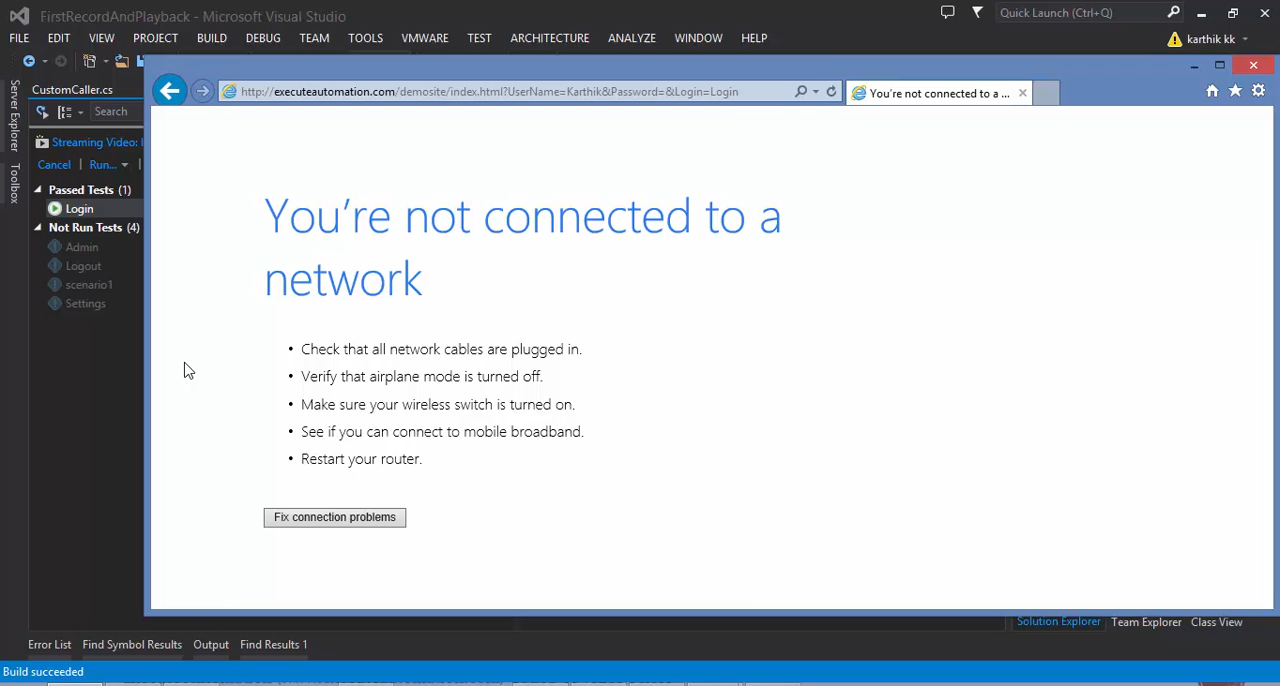 FirstRecordAndPlayback - Microsoft Visual Studio
Quick Launch (Ctrl+Q)
FILE EDIT VIEW PROJECT BUILD DEBUG TEAM TOOLS VMWARE TEST ARCHITECTURE ANALYZE WINDOW HELP
karthik kk
Server Explorer
Toolbox
CustomCaller.cs
http://executeautomation.com/demosite/index.html?UserName=Karthik&Password=&Login=Login
You're not connected to a ...
Search
Streaming Video:
Cancel | Run...
Passed Tests (1)
Login
Not Run Tests (4)
Admin
Logout
scenario1
Settings
You're not connected to a
network
• Check that all network cables are plugged in.
• Verify that airplane mode is turned off.
• Make sure your wireless switch is turned on.
• See if you can connect to mobile broadband.
• Restart your router.
Fix connection problems
Solution Explorer Team Explorer Class View
Error List Find Symbol Results Output Find Results 1
Build succeeded